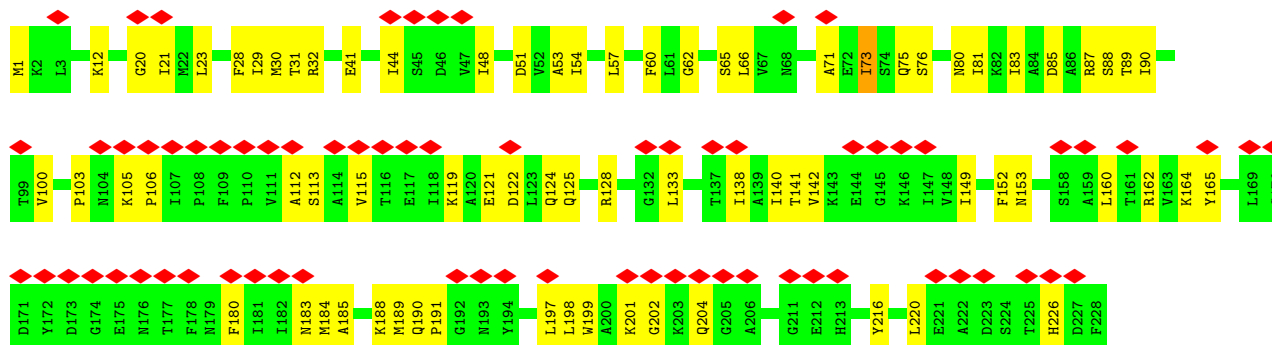 M1 K2 L3 K12 G20 I21 M22 L23 F28 I29 M30 T31 R32 E41 I44 S45 D46 V47 I48 D51 V52 A53 I54 L57 F60 L61 G62 S65 L66 V67 N68 A71 E72 I73 S74 Q75 S76 N80 I81 K82 I83 A84 D85 A86 R87 S88 T89 I90
T99 V100 P103 N104 K105 P106 I107 P108 F109 P110 V111 A112 S113 A114 V115 T116 E117 I118 K119 A120 E121 D122 L123 Q124 Q125 R128 G132 L133 T137 I138 A139 I140 T141 V142 K143 E144 G145 K146 I147 V148 I149 F152 N153 S158 A159 L160 T161 R162 V163 K164 Y165 L169
D171 Y172 D173 G174 E175 N176 T177 F178 N179 F180 I181 I182 N183 M184 A185 K188 M189 Q190 P191 G192 N193 Y194 L197 L198 W199 A200 K201 G202 K203 Q204 G205 A206 G211 E212 H213 Y216 L220 E221 A222 D223 S224 T225 H226 D227 F228